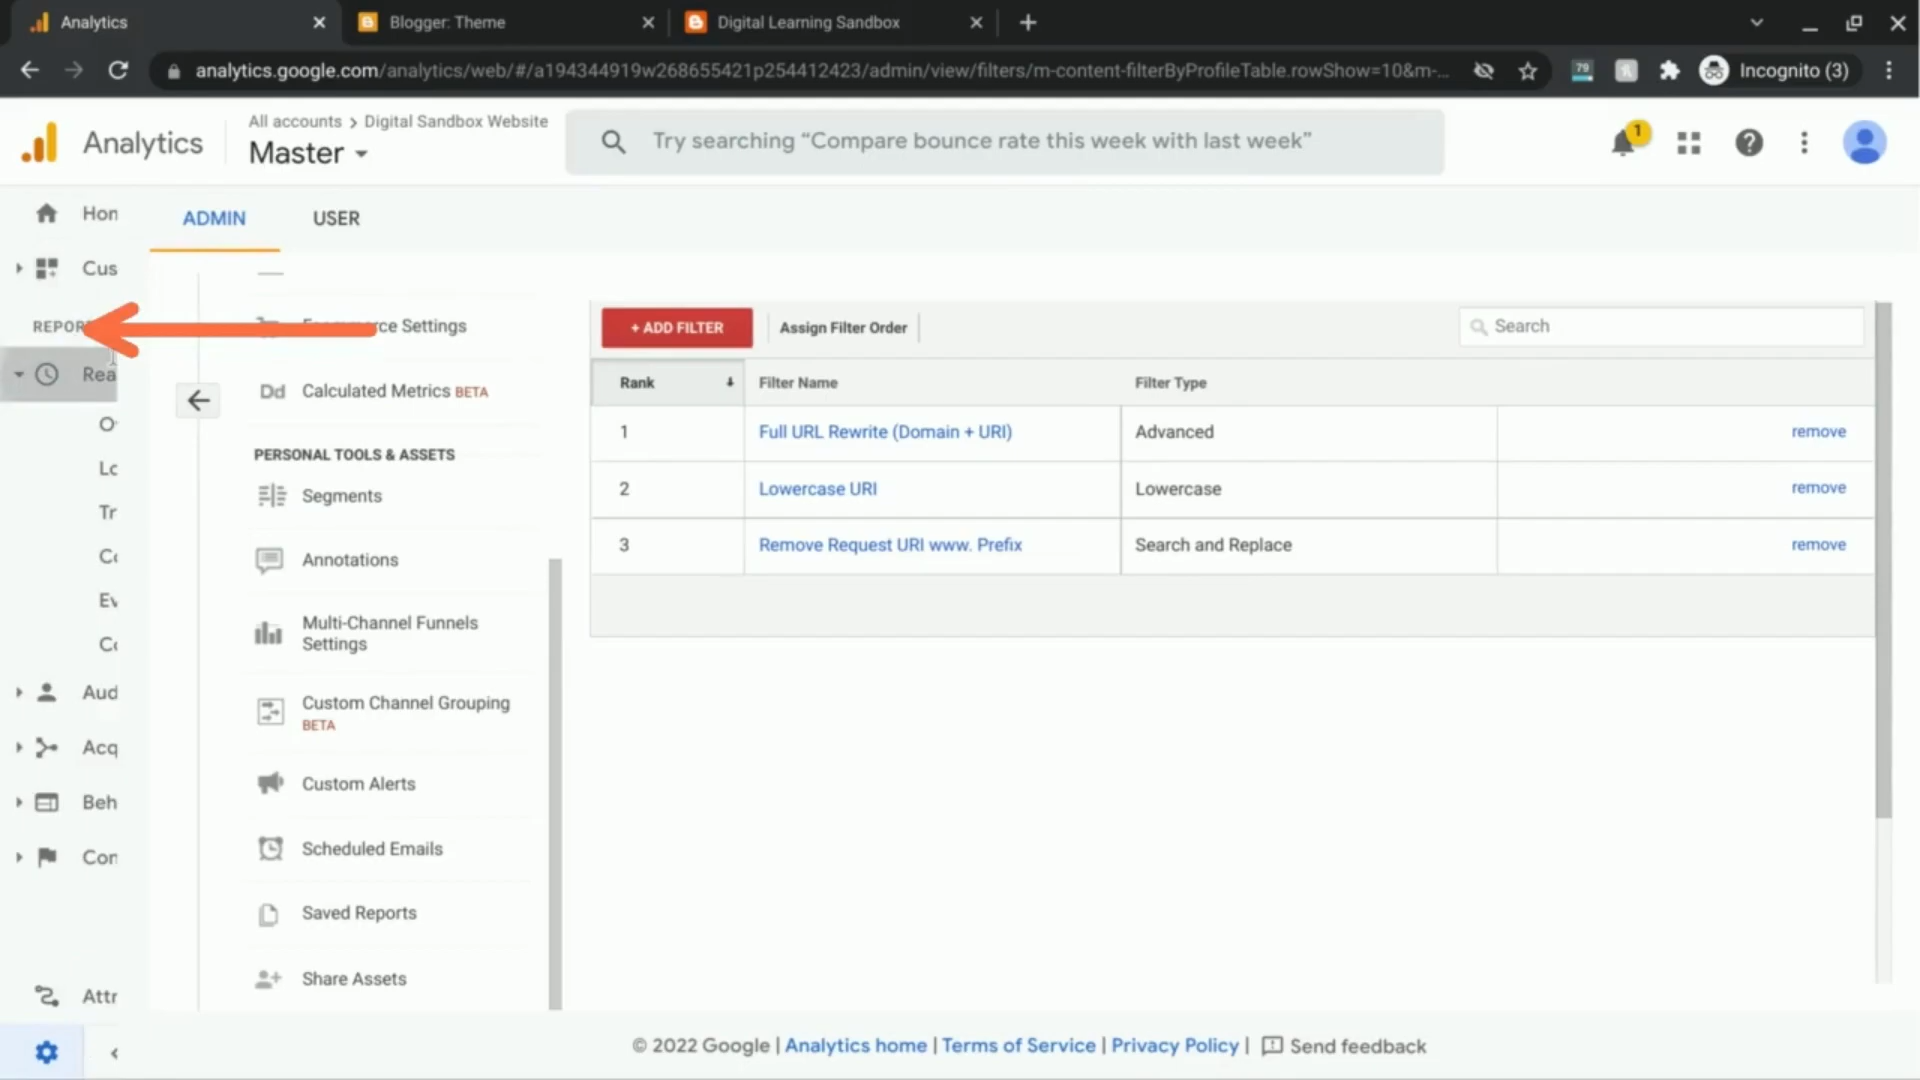 Analytics
Blogger: Theme
Digital Learning Sandbox
analytics.google.com/analytics/web/#/a194344919w268655421p254412423/admin/view/filters/m-content-filterByProfileTable.rowShow=10&m-...
79
Incognito (3)
Analytics
All accounts > Digital Sandbox Website
Master
Try searching “Compare bounce rate this week with last week”
1
Hon
ADMIN
USER
Cus
REPOR
Settings
+ ADD FILTER
Assign Filter Order
Search
Rea
Rank
Filter Name
Filter Type
Dd Calculated Metrics BETA
1 Full URL Rewrite (Domain + URI) Advanced remove
PERSONAL TOOLS & ASSETS
Lo
2 Lowercase URI Lowercase remove
Segments
Tr
3 Remove Request URI www. Prefix Search and Replace remove
Annotations
Ev
Multi-Channel Funnels
Settings
Aud
Custom Channel Grouping
BETA
Acq
Custom Alerts
Beh
Scheduled Emails
Con
Saved Reports
Share Assets
Attr
© 2022 Google | Analytics home | Terms of Service | Privacy Policy | Send feedback